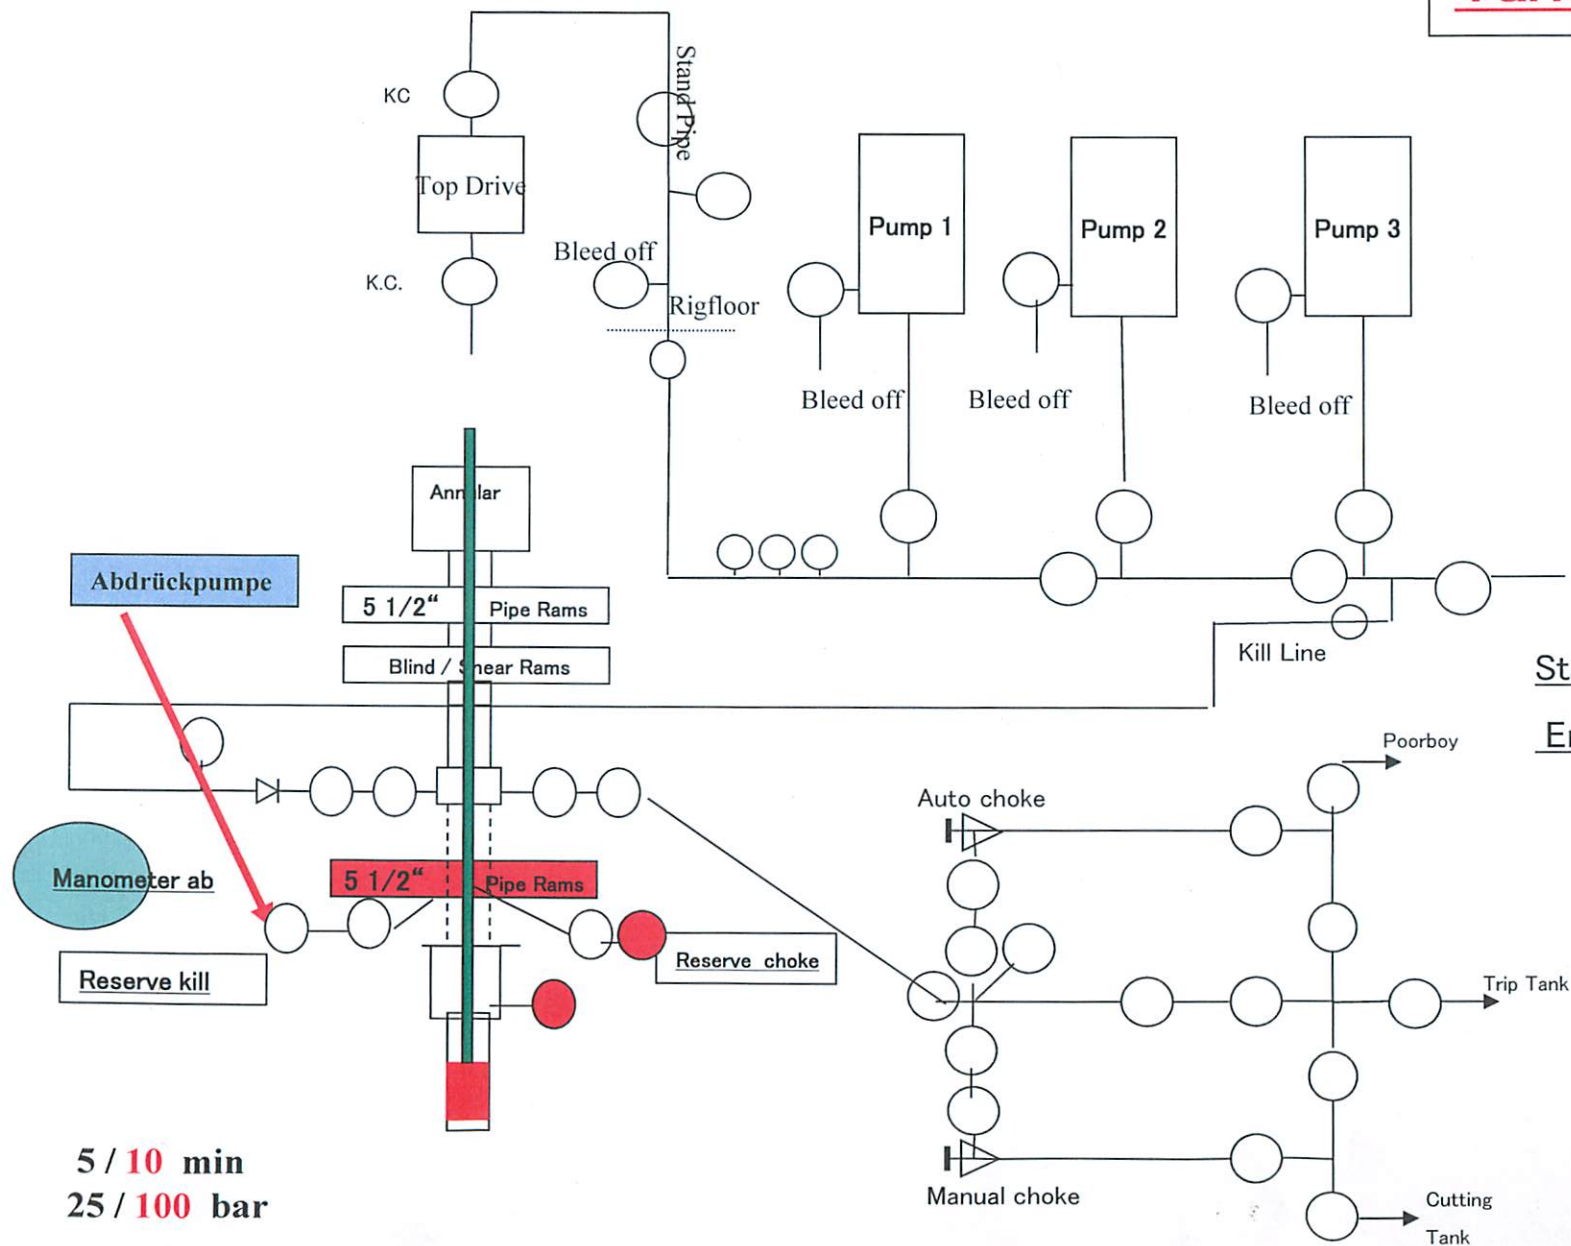 KC
Stand Pipe
Top Drive
K.C.
Bleed off
Rigfloor
Pump 1
Pump 2
Pump 3
Bleed off
Bleed off
Bleed off
Annular
Abdrückpumpe
5 1/2“ Pipe Rams
Blind / Shear Rams
Kill Line
Poorboy
Auto choke
Manometer ab
5 1/2“ Pipe Rams
Reserve kill
Reserve choke
Trip Tank
Manual choke
Cutting
Tank
5 / 10 min
25 / 100 bar